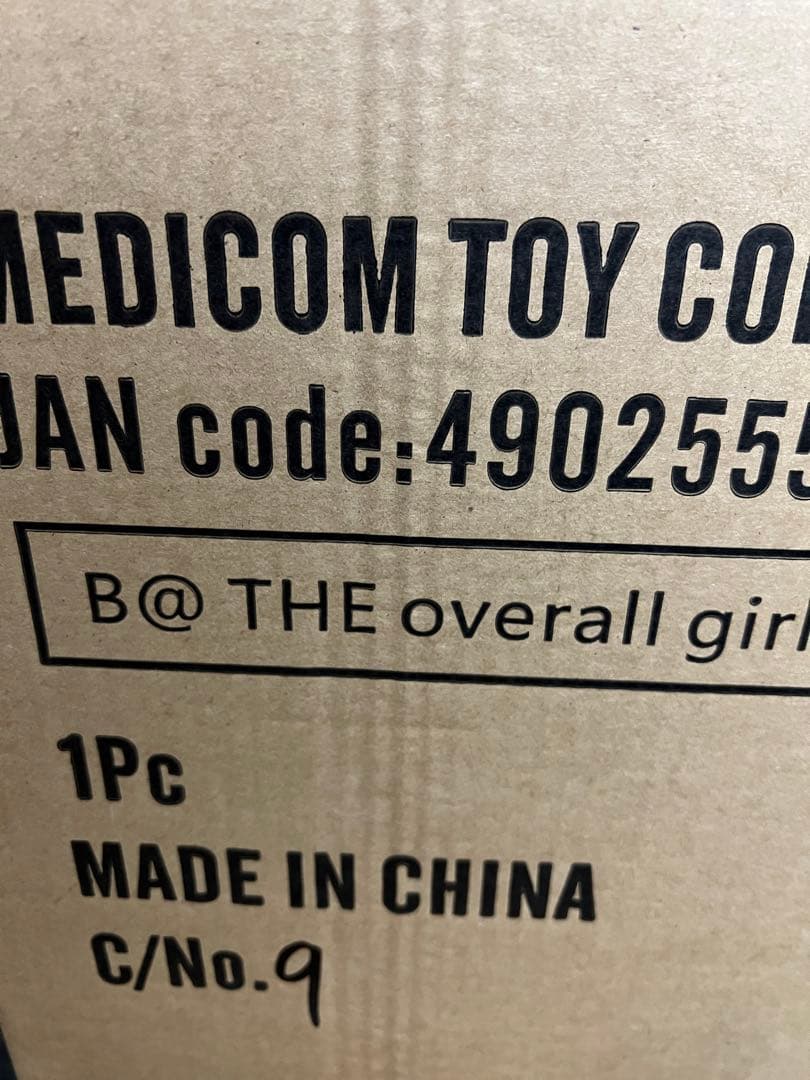 MEDICOM TOY CO
JAN code:4902555
B@ THE overall girl
1Pc
MADE IN CHINA
C/No.9